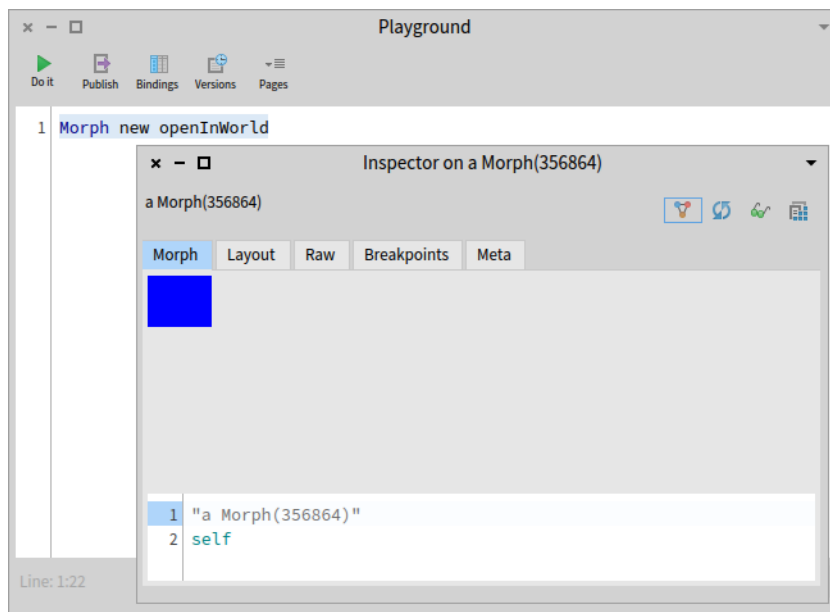 Playground
Do it Publish Bindings Versions Pages
1 Morph new openInWorld
Inspector on a Morph(356864)
a Morph(356864)
Morph Layout Raw Breakpoints Meta
1 "a Morph(356864)"
2 self
Line: 1:22